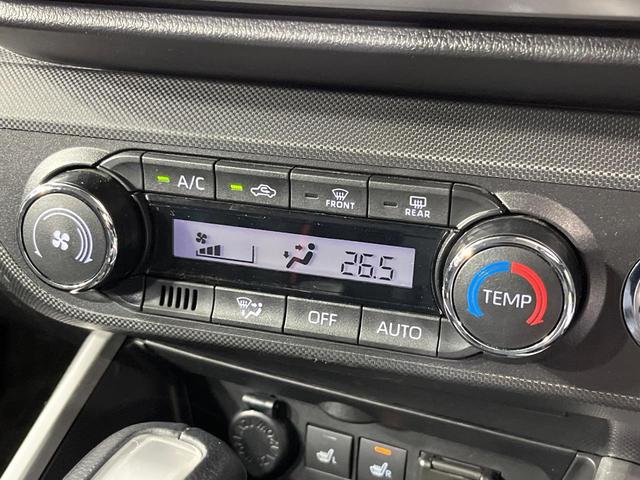 A/C
FRONT
REAR
26.5
TEMP
OFF
AUTO
L
R